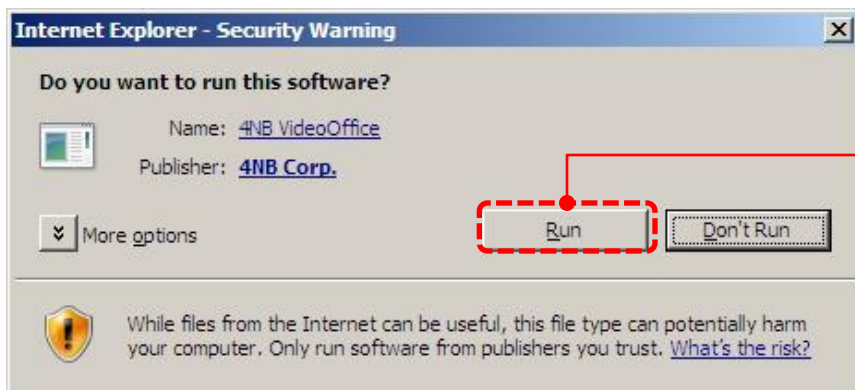 Internet Explorer - Security Warning
Do you want to run this software?
Name: 4NB VideoOffice
Publisher: 4NB Corp.
More options
Run
Don't Run
While files from the Internet can be useful, this file type can potentially harm
your computer. Only run software from publishers you trust. What's the risk?